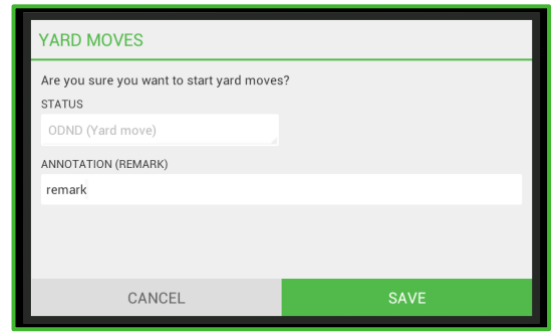 YARD MOVES
Are you sure you want to start yard moves?
STATUS
ODND (Yard move)
ANNOTATION (REMARK)
remark
CANCEL SAVE